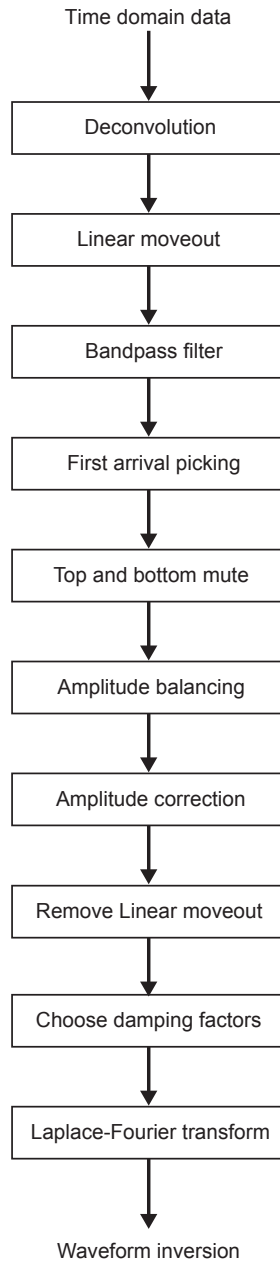 Time domain data
Deconvolution
Linear moveout
Bandpass filter
First arrival picking
Top and bottom mute
Amplitude balancing
Amplitude correction
Remove Linear moveout
Choose damping factors
Laplace-Fourier transform
Waveform inversion